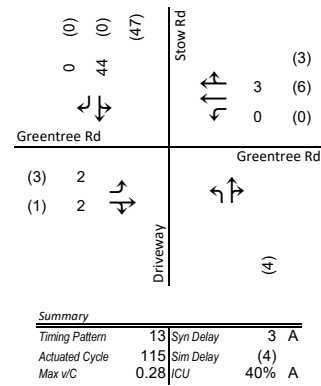 (0) (0) (47)
0 44
Stow Rd
(3)
3 (6)
0 (0)
Greentree Rd
Greentree Rd
(3) 2
(1) 2
Driveway
(4)
Summary
Timing Pattern 13 Syn Delay 3 A
Actuated Cycle 115 Sim Delay (4)
Max v/C 0.28 ICU 40% A